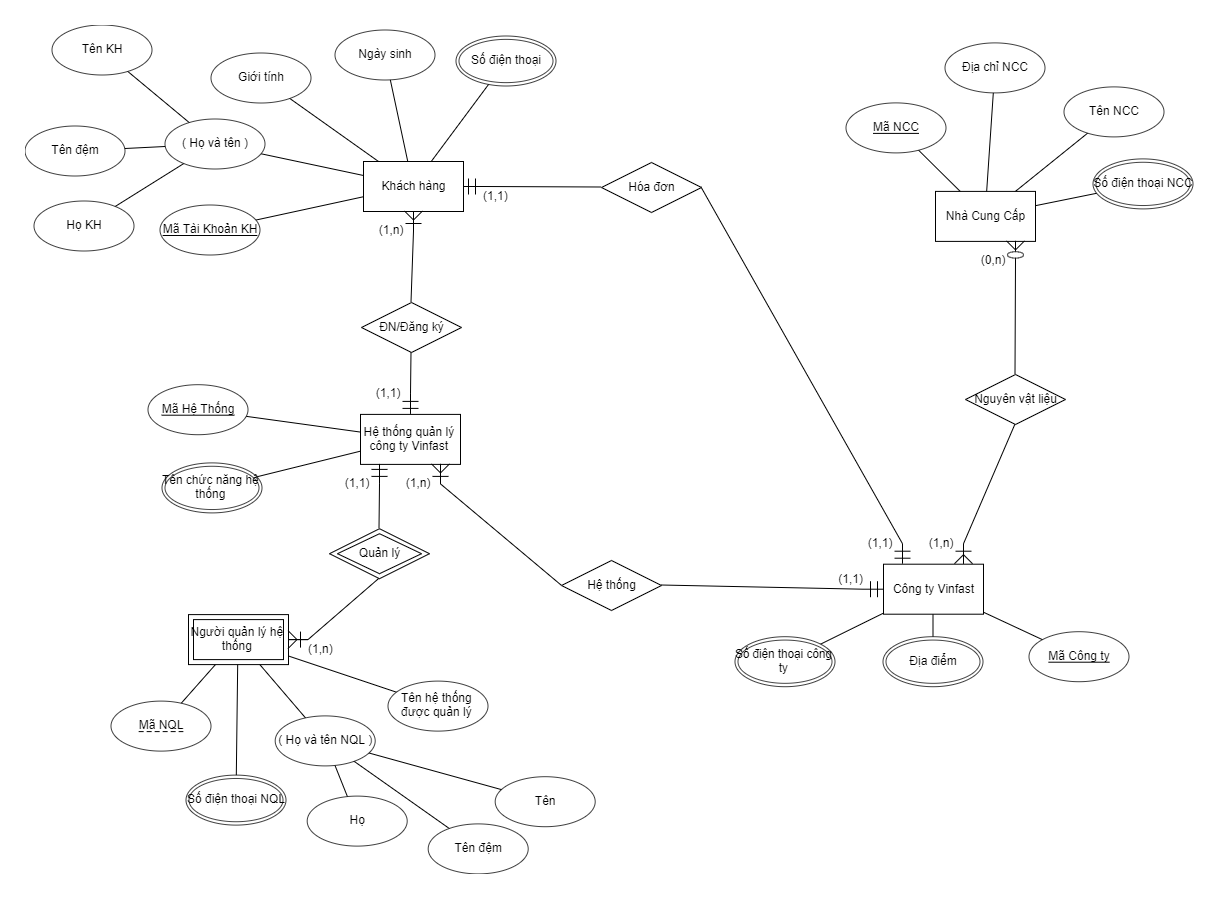 Tên KH
Giới tính
Ngày sinh
Số điện thoại
Tên đệm
( Họ và tên )
Họ KH
Mã Tài Khoản KH
Khách hàng
(1,1)
Hóa đơn
(1,n)
Địa chỉ NCC
Mã NCC
Tên NCC
Số điện thoại NCC
Nhà Cung Cấp
(0,n)
ĐN/Đăng ký
(1,1)
Nguyên vật liệu
Mã Hệ Thống
Hệ thống quản lý
công ty Vinfast
Tên chức năng hệ
thống
(1,1)
(1,n)
Quản lý
Hệ thống
(1,1)
(1,n)
(1,1)
Công ty Vinfast
Số điện thoại công
ty
Địa điểm
Mã Công ty
Người quản lý hệ
thống
(1,n)
Tên hệ thống
được quản lý
Mã NQL
( Họ và tên NQL )
Số điện thoại NQL
Họ
Tên đệm
Tên